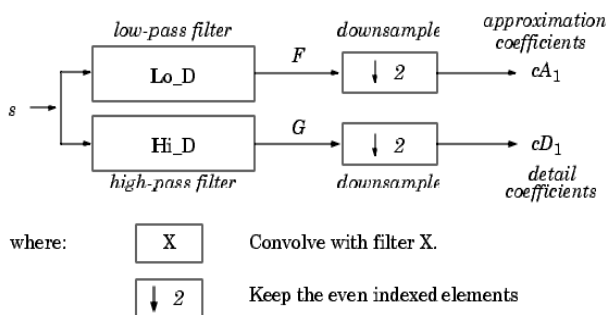 low-pass filter
downsample
approximation
coefficients
F
Lo_D
↓ 2
cA1
s
G
Hi_D
↓ 2
cD1
high-pass filter
downsample
detail
coefficients
where:
X
Convolve with filter X.
↓ 2
Keep the even indexed elements